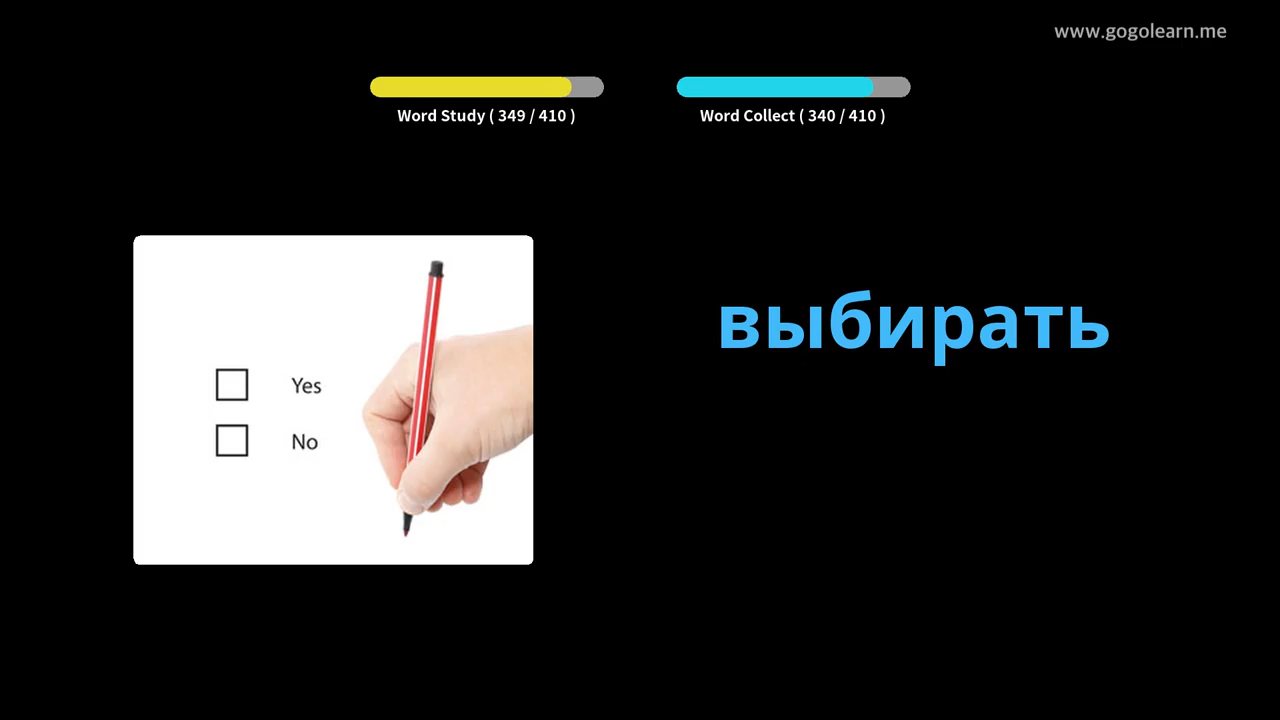 www.gogolearn.me
Word Study ( 349 / 410 )
Word Collect ( 340 / 410 )
выбирать
Yes
No